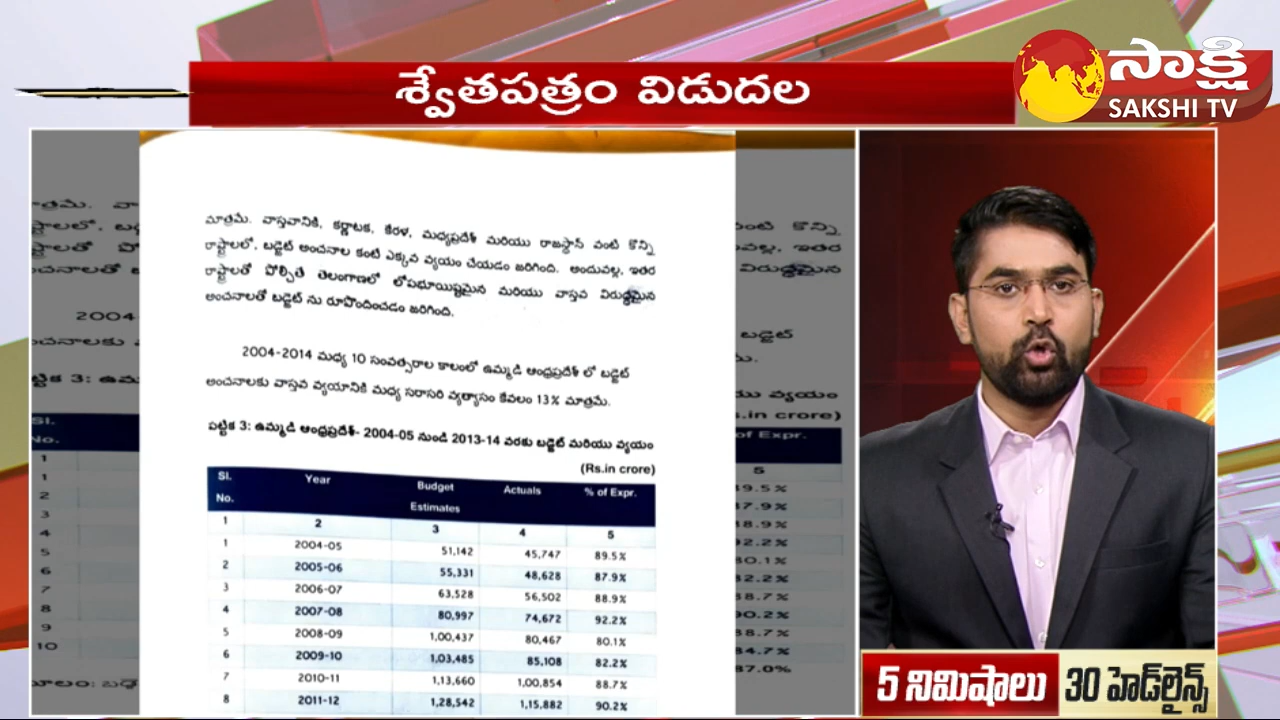 శ్వేతపత్రం విడుదల
సాక్షి
SAKSHI TV
మాత్రమే. వాస్తవానికి, కర్ణాటక, కేరళ, మధ్యప్రదేశ్ మరియు రాజస్థాన్ వంటి కొన్ని
రాష్ట్రాలలో, బడ్జెట్ అంచనాల కంటే ఎక్కువ వ్యయం చేయడం జరిగింది. అందువల్ల, ఇతర
రాష్ట్రాలతో పోల్చితే తెలంగాణలో లోపభూయిష్టమైన మరియు వాస్తవ విరుద్ధమైన
అంచనాలతో బడ్జెట్ ను రూపొందించడం జరిగింది.
2004-2014 మధ్య 10 సంవత్సరాల కాలంలో ఉమ్మడి ఆంధ్రప్రదేశ్ లో బడ్జెట్
అంచనాలకు వాస్తవ వ్యయానికి మధ్య సరాసరి వ్యత్యాసం కేవలం 13% మాత్రమే.
పట్టిక 3: ఉమ్మడి ఆంధ్రప్రదేశ్- 2004-05 నుండి 2013-14 వరకు బడ్జెట్ మరియు వ్యయం
(Rs.in crore)
Sl. No. Year Budget Estimates Actuals % of Expr.
1 2 3 4 5
1 2004-05 51,142 45,747 89.5%
2 2005-06 55,331 48,628 87.9%
3 2006-07 63,528 56,502 88.9%
4 2007-08 80,997 74,672 92.2%
5 2008-09 1,00,437 80,467 80.1%
6 2009-10 1,03,485 85,108 82.2%
7 2010-11 1,13,660 1,00,854 88.7%
8 2011-12 1,28,542 1,15,882 90.2%
5 నిమిషాలు 30 హెడ్‌లైన్స్